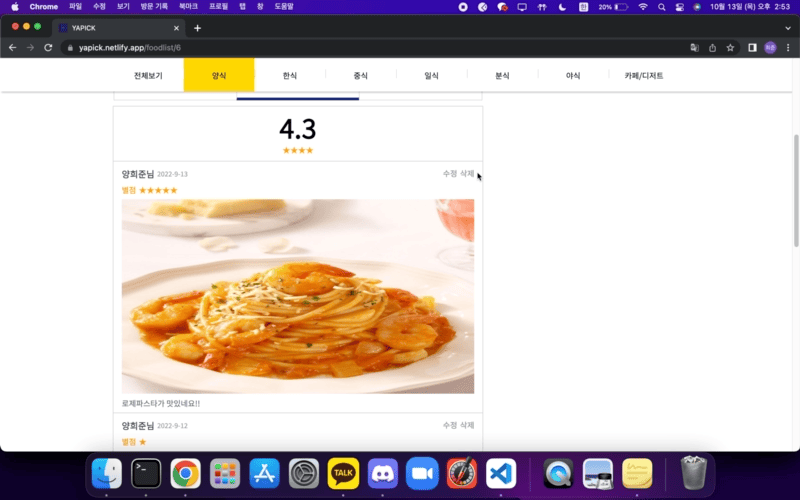 Chrome 파일 수정 보기 방문 기록 북마크 프로필 탭 창 도움말 한 20% 10월 13일 (목) 오후 2:53
YAPICK
yapick.netlify.app/foodlist/6
전체보기 양식 한식 중식 일식 분식 야식 카페/디저트
4.3
★★★★
양희준님 2022-9-13 수정 삭제
별점 ★★★★★
로제파스타가 맛있네요!!
양희준님 2022-9-12 수정 삭제
별점 ★
TALK